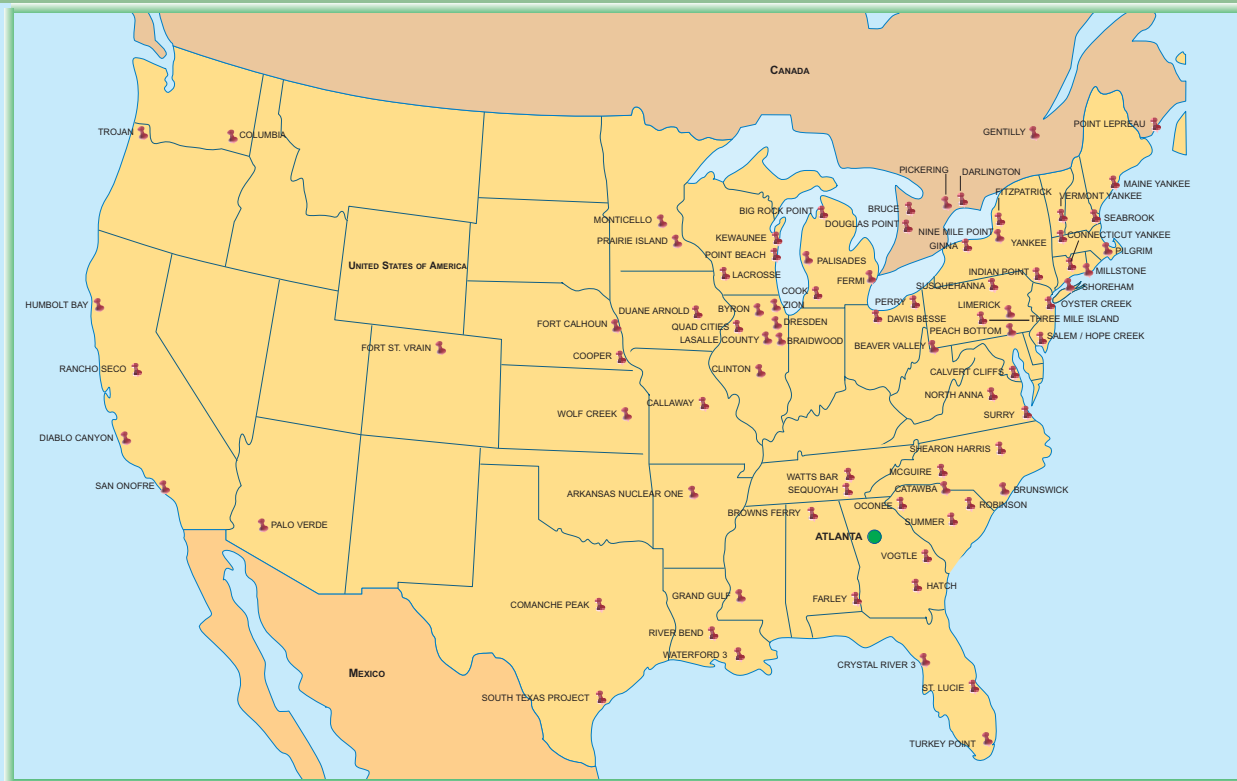 CANADA
TROJAN
COLUMBIA
GENTILLY
POINT LEPREAU
PICKERING
DARLINGTON
FITZPATRICK
MAINE YANKEE
VERMONT YANKEE
BIG ROCK POINT
BRUCE
MONTICELLO
DOUGLAS POINT
SEABROOK
NINE MILE POINT
CONNECTICUT YANKEE
PRAIRIE ISLAND
KEWAUNEE
GINNA
YANKEE
PILGRIM
POINT BEACH
PALISADES
UNITED STATES OF AMERICA
LACROSSE
FERMI
INDIAN POINT
MILLSTONE
COOK
SUSQUEHANNA
SHOREHAM
HUMBOLT BAY
DUANE ARNOLD
BYRON
ZION
PERRY
LIMERICK
OYSTER CREEK
FORT CALHOUN
QUAD CITIES
DRESDEN
DAVIS BESSE
THREE MILE ISLAND
LASALLE COUNTY
BRAIDWOOD
PEACH BOTTOM
SALEM / HOPE CREEK
FORT ST. VRAIN
COOPER
BEAVER VALLEY
RANCHO SECO
CLINTON
CALVERT CLIFFS
CALLAWAY
NORTH ANNA
WOLF CREEK
SURRY
DIABLO CANYON
SHEARON HARRIS
WATTS BAR
MCGUIRE
SAN ONOFRE
ARKANSAS NUCLEAR ONE
SEQUOYAH
CATAWBA
BRUNSWICK
BROWNS FERRY
OCONEE
ROBINSON
PALO VERDE
SUMMER
ATLANTA
VOGTLE
HATCH
GRAND GULF
FARLEY
COMANCHE PEAK
RIVER BEND
WATERFORD 3
CRYSTAL RIVER 3
MEXICO
ST. LUCIE
SOUTH TEXAS PROJECT
TURKEY POINT